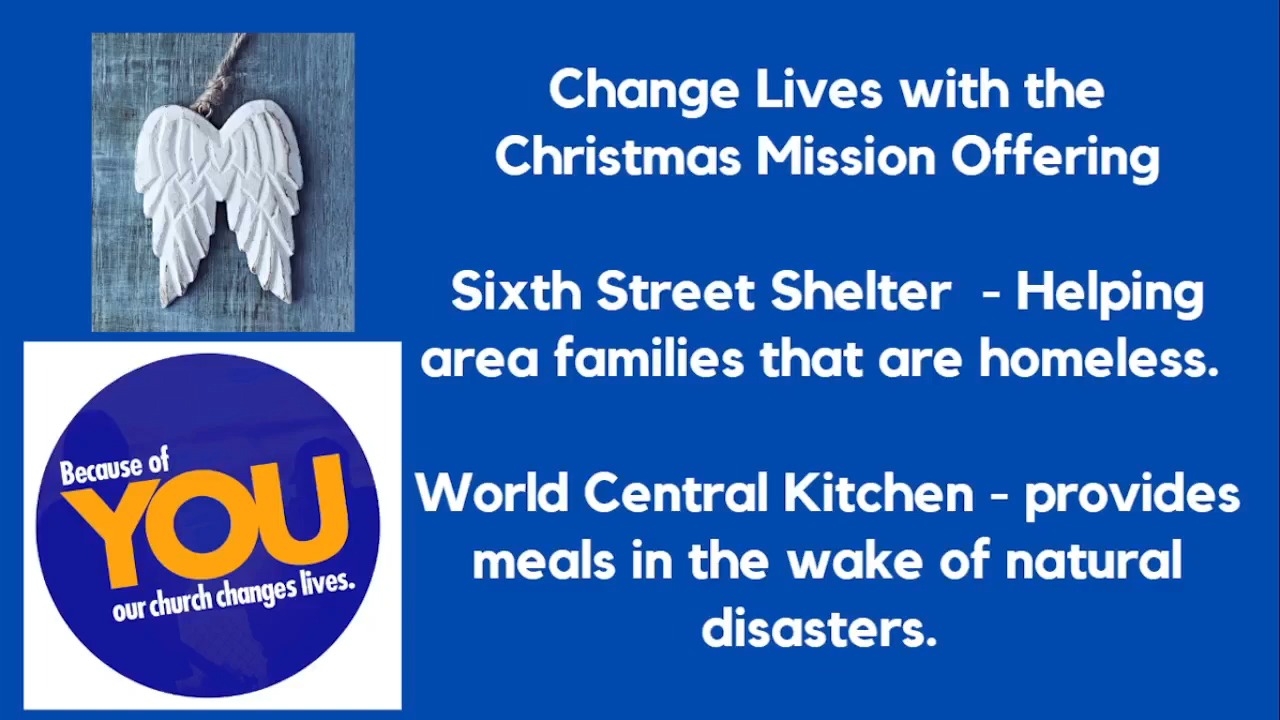 Change Lives with the
Christmas Mission Offering
Sixth Street Shelter  - Helping
area families that are homeless.
World Central Kitchen - provides
meals in the wake of natural
disasters.
Because of
YOU
our church changes lives.